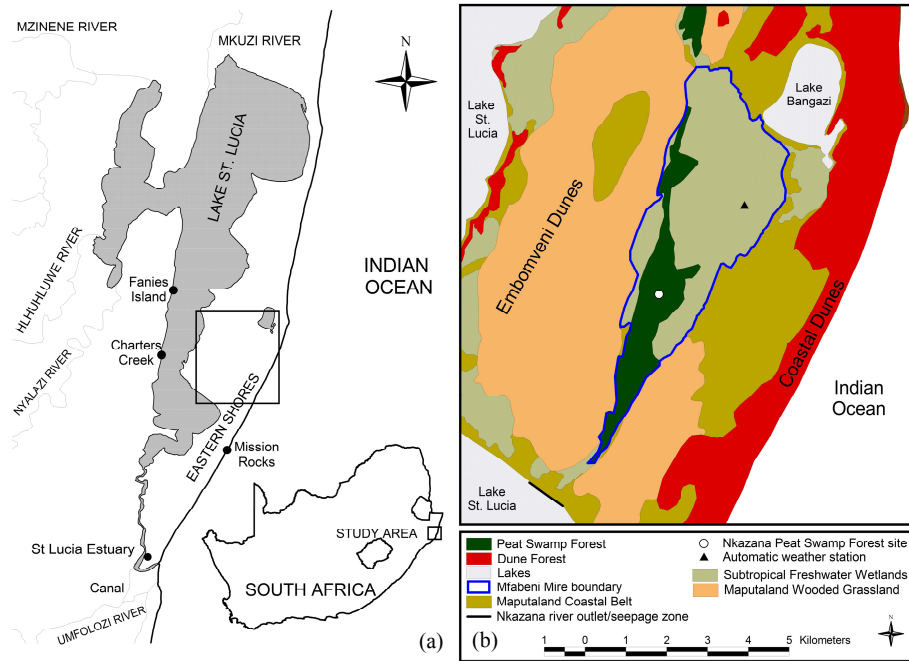 MZINENE RIVER
MKUZI RIVER
N
LAKE ST. LUCIA
HLHUHLUWE RIVER
INDIAN
OCEAN
Fanies
Island
Charters
Creek
NYALAZI RIVER
EASTERN SHORES
Mission
Rocks
STUDY AREA
St Lucia Estuary
SOUTH AFRICA
Canal
UMFOLOZI RIVER
(a)
Lake
St.
Lucia
Lake
Bangazi
Embomveni Dunes
Coastal Dunes
Indian
Ocean
Lake
St. Lucia
Peat Swamp Forest
Dune Forest
Lakes
Mfabeni Mire boundary
Maputaland Coastal Belt
Nkazana river outlet/seepage zone
Nkazana Peat Swamp Forest site
Automatic weather station
Subtropical Freshwater Wetlands
Maputaland Wooded Grassland
N
(b)
1 0 1 2 3 4 5 Kilometers